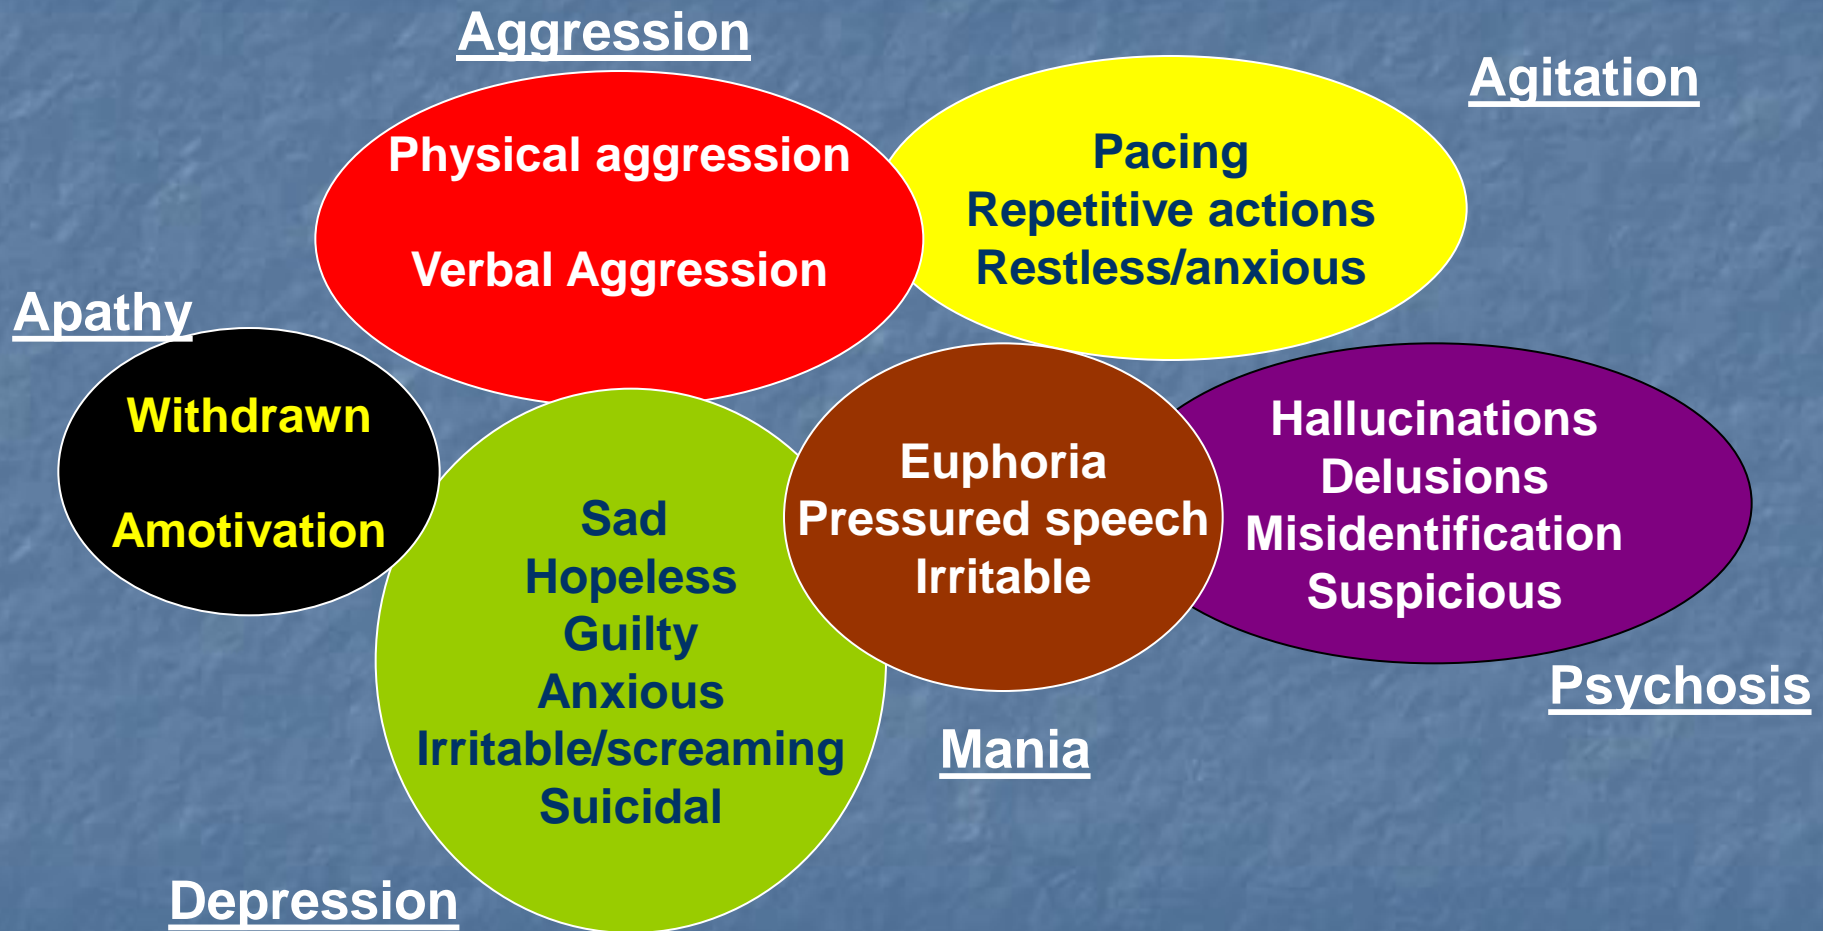 Aggression
Physical aggression
Verbal Aggression
Agitation
Pacing
Repetitive actions
Restless/anxious
Apathy
Withdrawn
Amotivation
Sad
Hopeless
Guilty
Anxious
Irritable/screaming
Suicidal
Depression
Euphoria
Pressured speech
Irritable
Mania
Hallucinations
Delusions
Misidentification
Suspicious
Psychosis